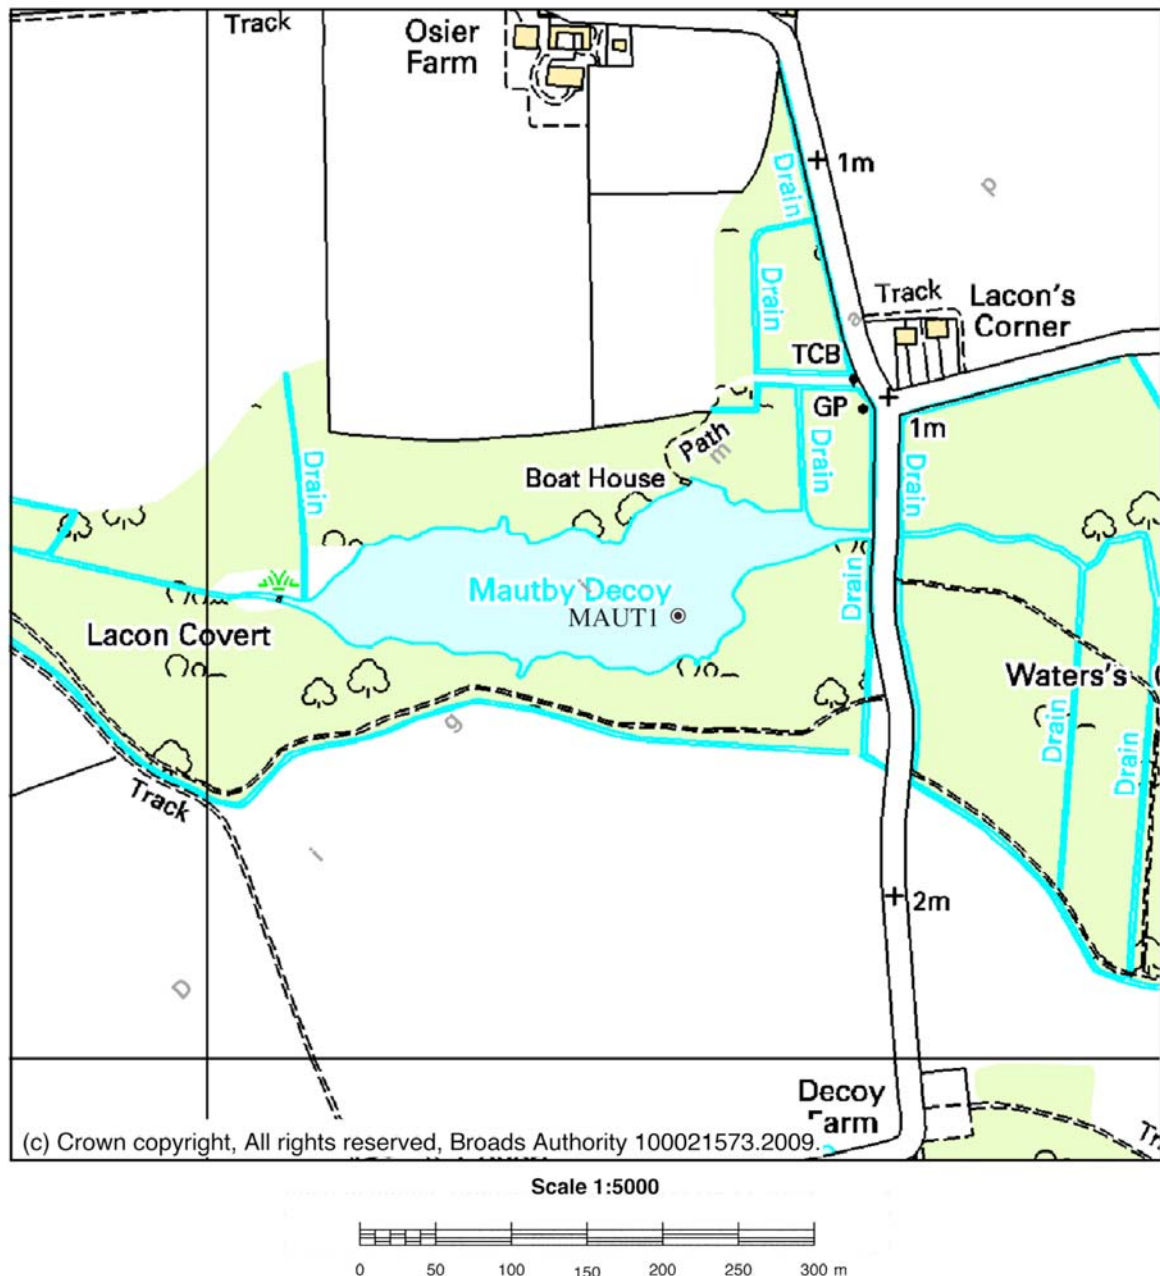 Track
Osier
Farm
Drain
1m
p
Drain
Track
Lacon's
Corner
a
TCB
GP
1m
Path
m
Drain
Drain
Drain
Boat House
Mautby Decoy
i
MAUT1
Drain
Lacon Covert
Waters's
g
Drain
Drain
Track
i
2m
D
Decoy
Farm
(c) Crown copyright, All rights reserved, Broads Authority 100021573.2009.
Scale 1:5000
0 50 100 150 200 250 300 m